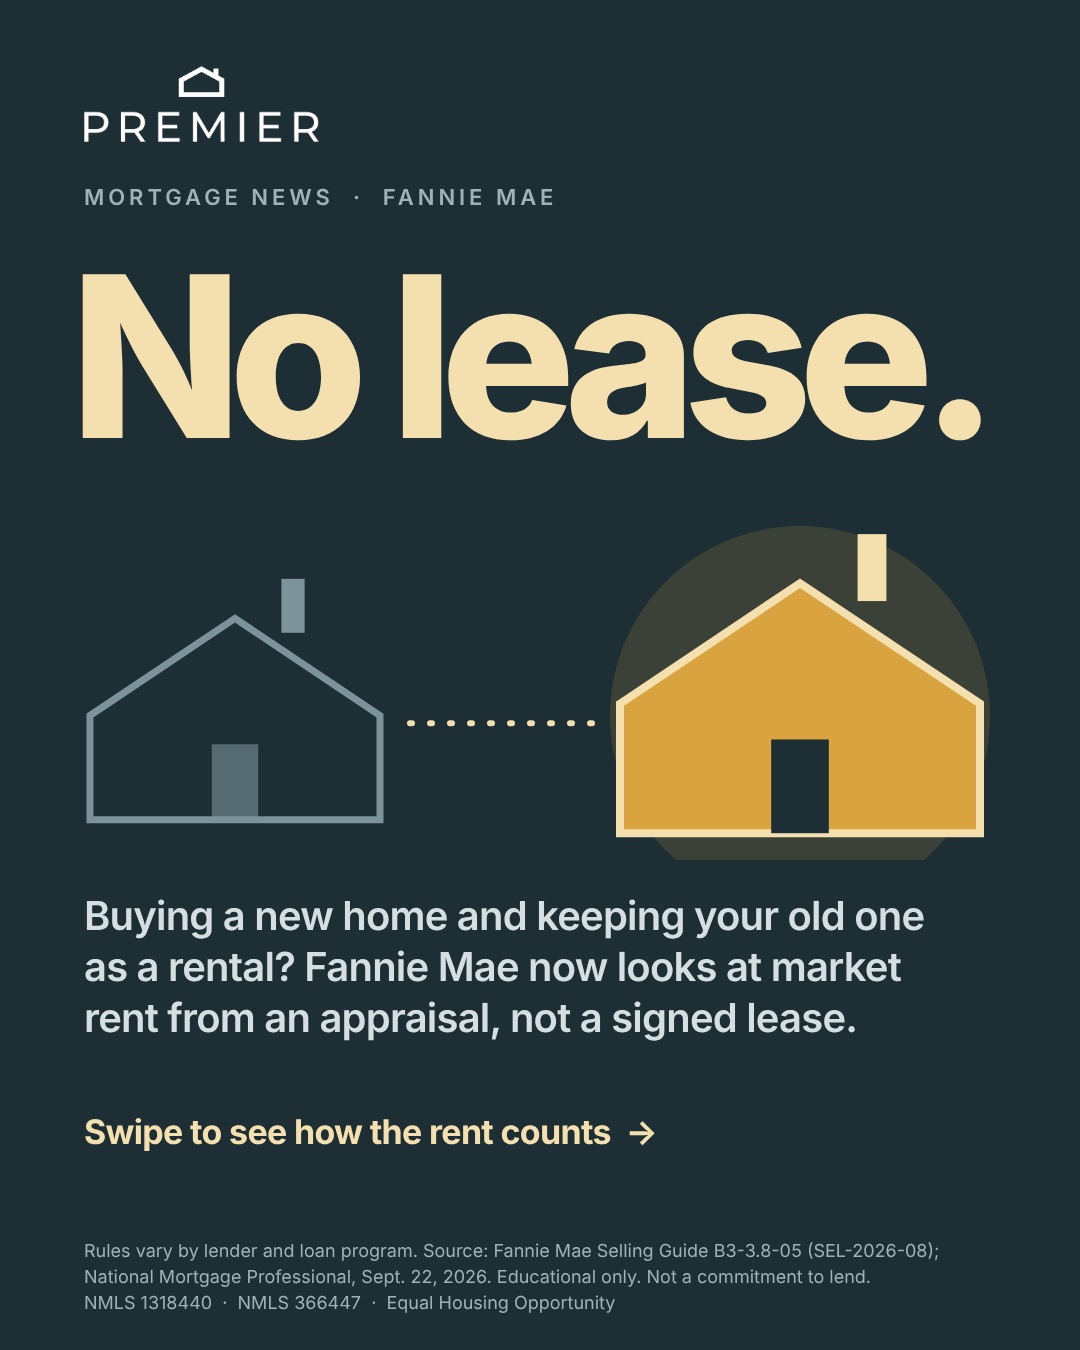 PREMIER
MORTGAGE NEWS · FANNIE MAE
No lease.
Buying a new home and keeping your old one
as a rental? Fannie Mae now looks at market
rent from an appraisal, not a signed lease.
Swipe to see how the rent counts →
Rules vary by lender and loan program. Source: Fannie Mae Selling Guide B3-3.8-05 (SEL-2026-08);
National Mortgage Professional, Sept. 22, 2026. Educational only. Not a commitment to lend.
NMLS 1318440 · NMLS 366447 · Equal Housing Opportunity